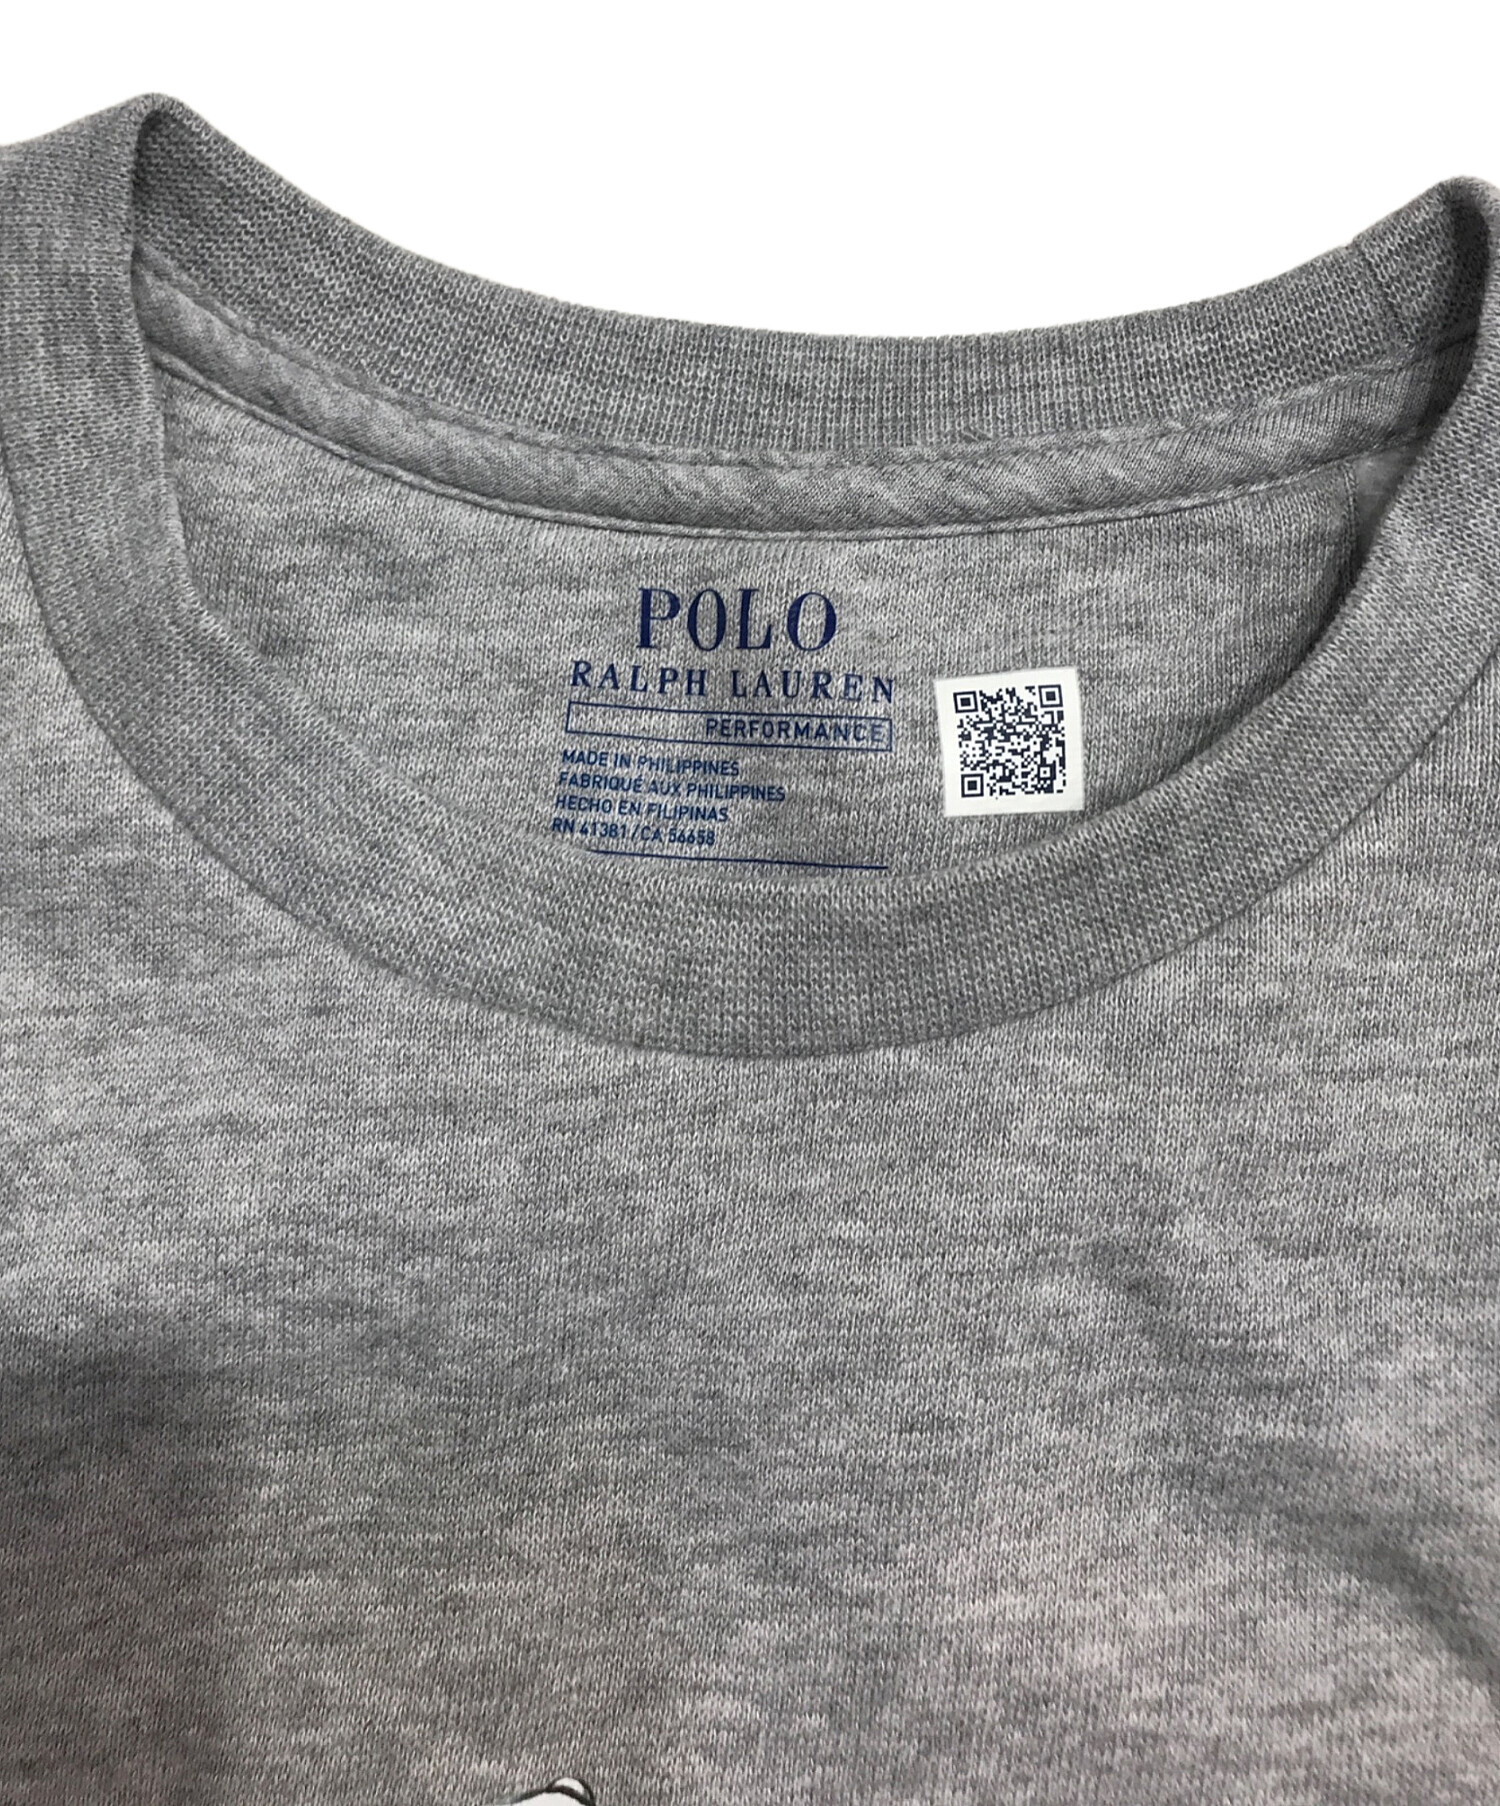 POLO
RALPH LAUREN
PERFORMANCE
MADE IN PHILIPPINES
FABRIQUÉ AUX PHILIPPINES
HECHO EN FILIPINAS
RN 41381/CA 56658